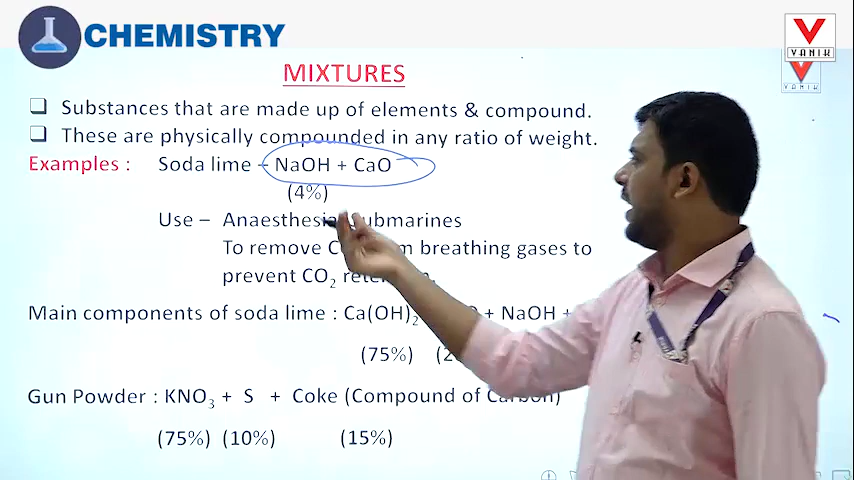 CHEMISTRY
VANIK
VANIK
MIXTURES
❑ Substances that are made up of elements & compound.
❑ These are physically compounded in any ratio of weight.
Examples : Soda lime – NaOH + CaO
(4%)
Use – Anaesthesia Submarines
To remove breathing gases to
prevent CO2
Main components of soda lime : Ca(OH)2 + NaOH +
(75%)
Gun Powder : KNO3 + S + Coke (Compound of Carbon)
(75%) (10%) (15%)